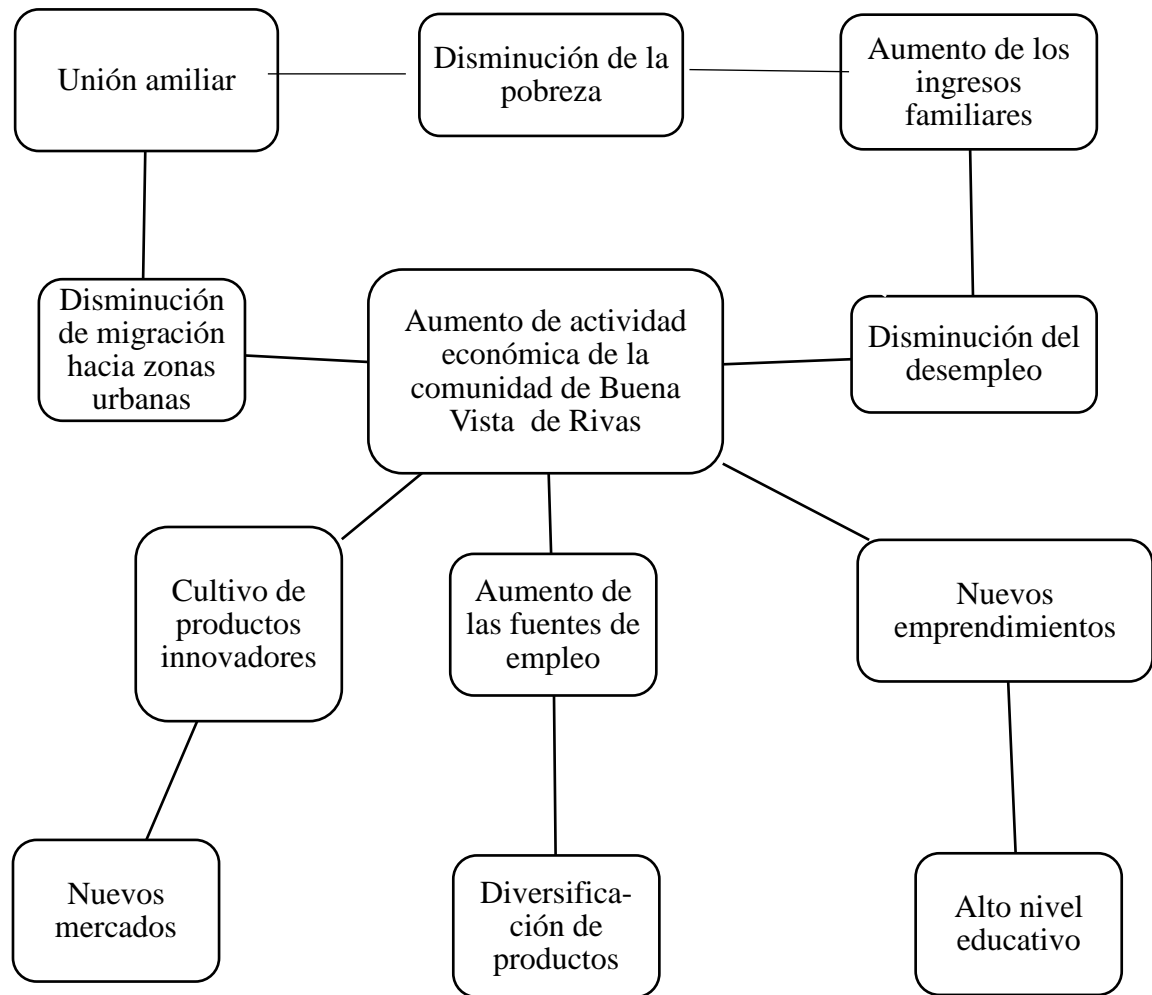 Unión amiliar
Disminución de la
pobreza
Aumento de los
ingresos
familiares
Disminución
de migración
hacia zonas
urbanas
Aumento de actividad
económica de la
comunidad de Buena
Vista  de Rivas
Disminución del
desempleo
Cultivo de
productos
innovadores
Aumento de
las fuentes de
empleo
Nuevos
emprendimientos
Nuevos
mercados
Diversifica-
ción de
productos
Alto nivel
educativo